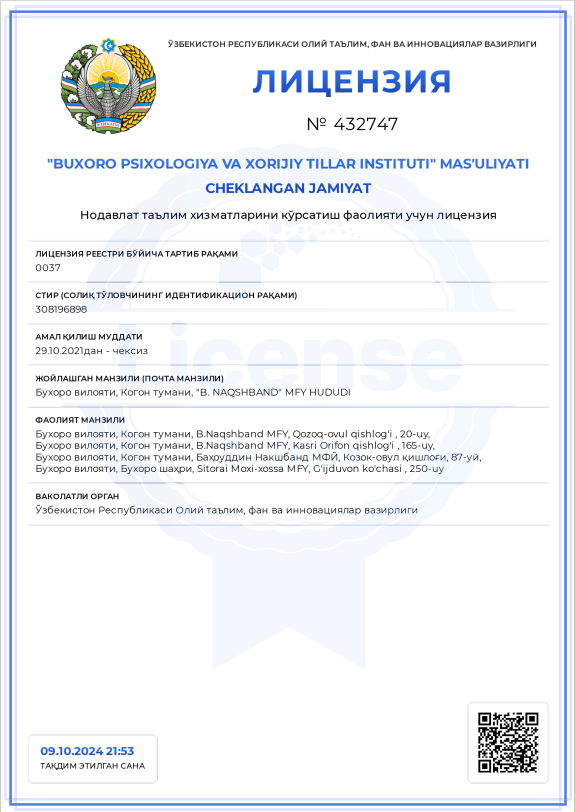 ЎЗБЕКИСТОН РЕСПУБЛИКАСИ ОЛИЙ ТАЪЛИМ, ФАН ВА ИННОВАЦИЯЛАР ВАЗИРЛИГИ
ЛИЦЕНЗИЯ
№ 432747
"BUXORO PSIXOLOGIYA VA XORIJIY TILLAR INSTITUTI" MAS'ULIYATI
CHEKLANGAN JAMIYAT
Нодавлат таълим хизматларини кўрсатиш фаолияти учун лицензия
ЛИЦЕНЗИЯ РЕЕСТРИ БЎЙИЧА ТАРТИБ РАҚАМИ
0037
СТИР (СОЛИҚ ТЎЛОВЧИНИНГ ИДЕНТИФИКАЦИОН РАҚАМИ)
308196898
АМАЛ ҚИЛИШ МУДДАТИ
29.10.2021дан - чексиз
License
ЖОЙЛАШГАН МАНЗИЛИ (ПОЧТА МАНЗИЛИ)
Бухоро вилояти, Когон тумани, "B. NAQSHBAND" MFY HUDUDI
ФАОЛИЯТ МАНЗИЛИ
Бухоро вилояти, Когон тумани, B.Naqshband MFY, Qozoq-ovul qishlog'i , 20-uy,
Бухоро вилояти, Когон тумани, B.Naqshband MFY, Kasri Orifon qishlog'i , 165-uy,
Бухоро вилояти, Когон тумани, Баҳоуддин Накшбанд МФЙ, Козок-овул қишлоғи, 87-уй,
Бухоро вилояти, Бухоро шаҳри, Sitorai Moxi-xossa MFY, G'ijduvon ko'chasi , 250-uy
ВАКОЛАТЛИ ОРГАН
Ўзбекистон Республикаси Олий таълим, фан ва инновациялар вазирлиги
09.10.2024 21:53
ТАҚДИМ ЭТИЛГАН САНА